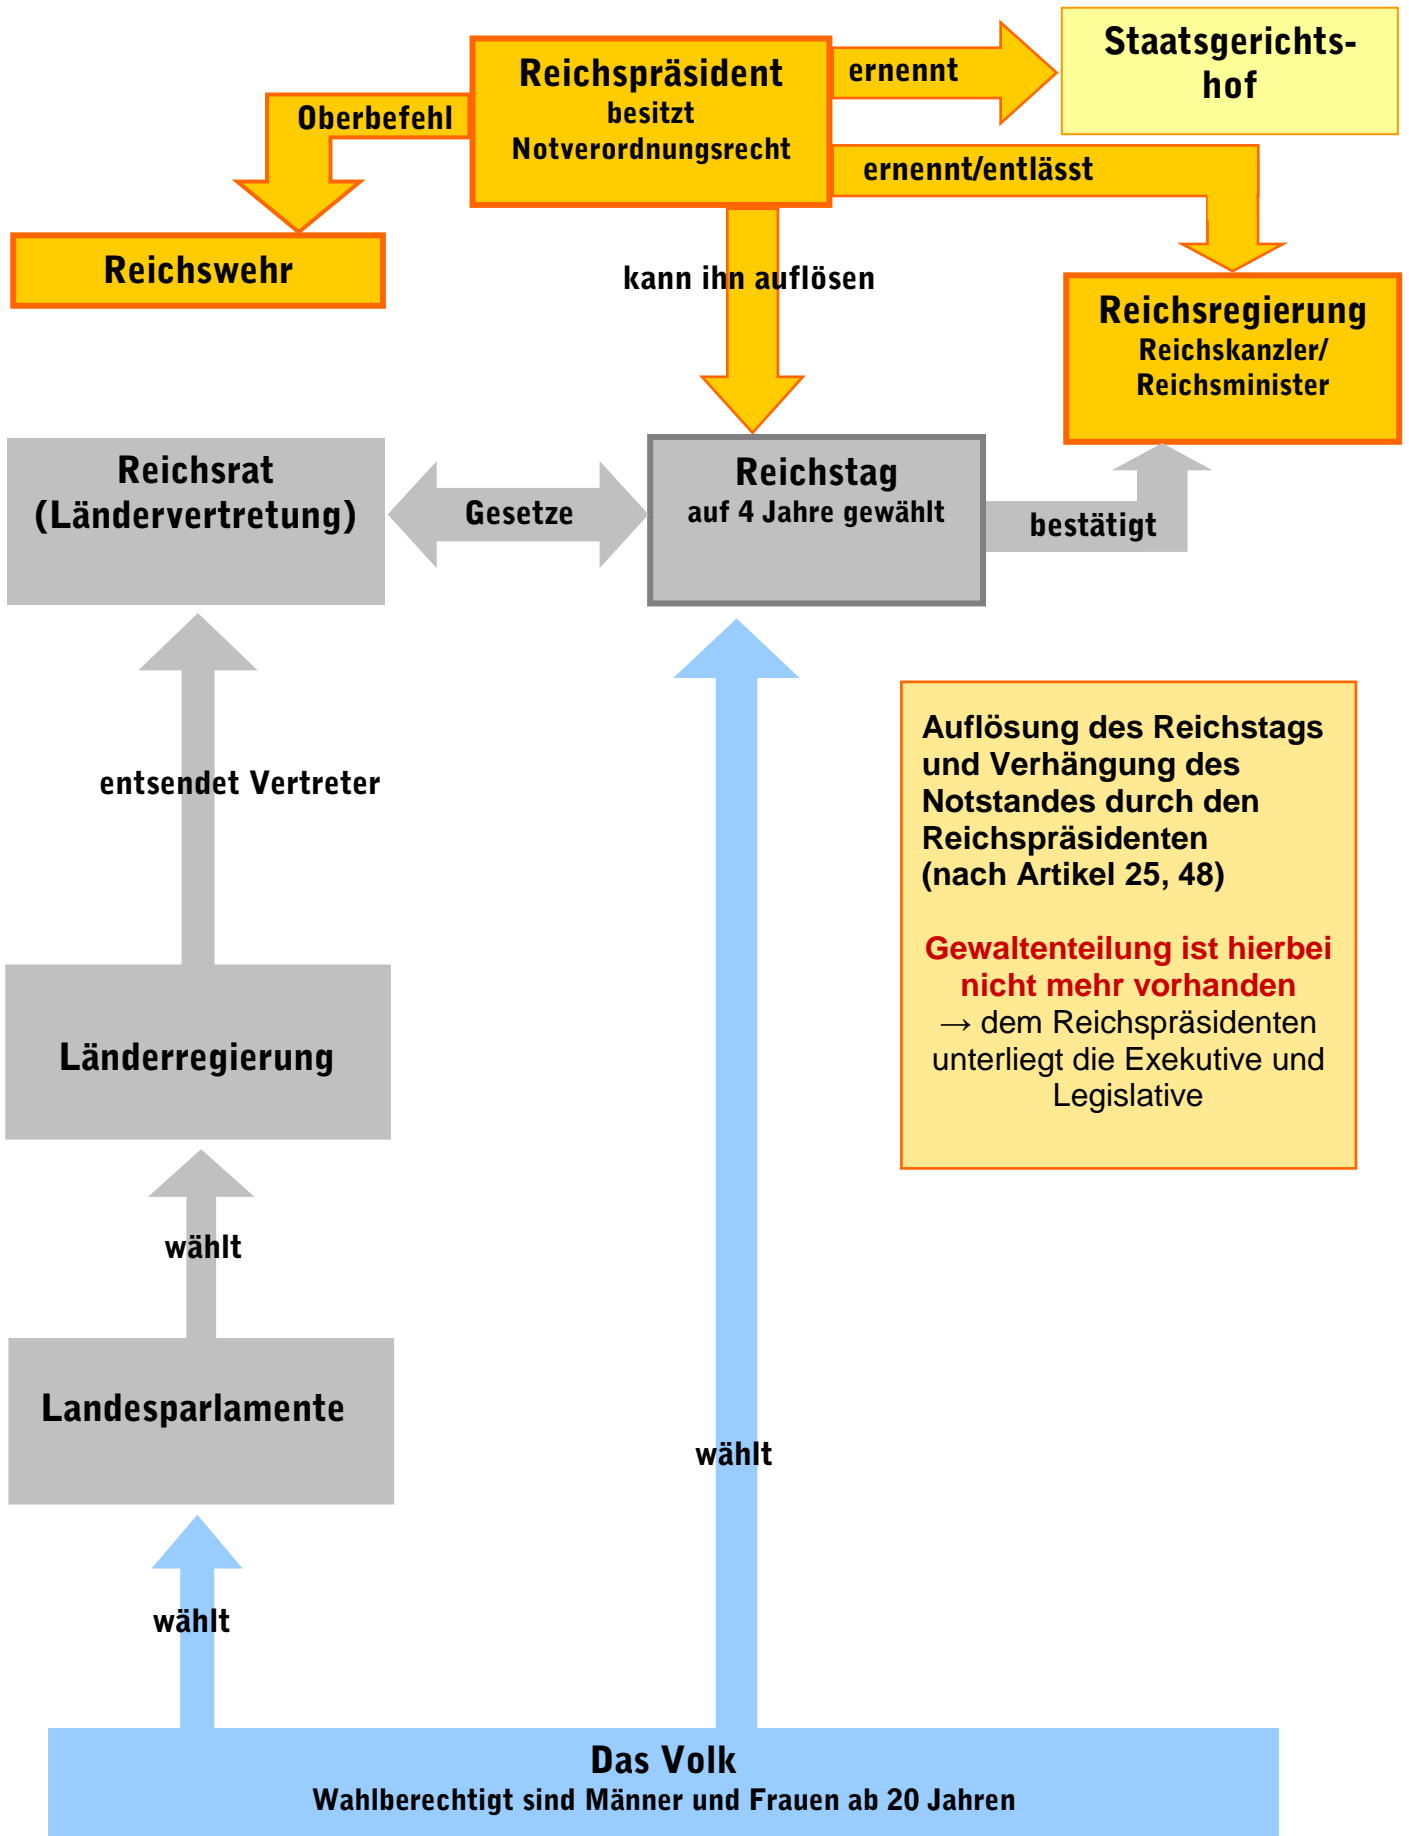 Reichspräsident
besitzt
Notverordnungsrecht
ernennt
Staatsgerichts-
hof
Oberbefehl
ernennt/entlässt
Reichswehr
kann ihn auflösen
Reichsregierung
Reichskanzler/
Reichsminister
Reichsrat
(Ländervertretung)
Gesetze
Reichstag
auf 4 Jahre gewählt
bestätigt
entsendet Vertreter
Auflösung des Reichstags
und Verhängung des
Notstandes durch den
Reichspräsidenten
(nach Artikel 25, 48)
Gewaltenteilung ist hierbei
nicht mehr vorhanden
→ dem Reichspräsidenten
unterliegt die Exekutive und
Legislative
Länderregierung
wählt
Landesparlamente
wählt
wählt
Das Volk
Wahlberechtigt sind Männer und Frauen ab 20 Jahren